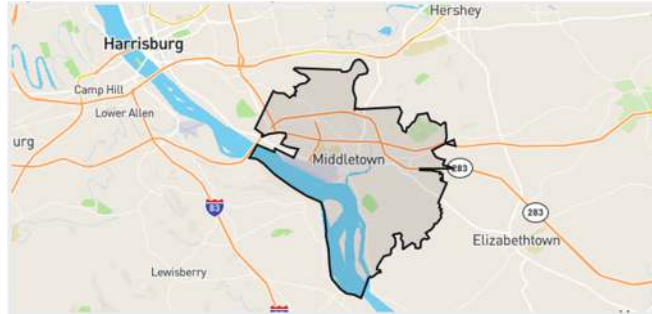 Hershey
Harrisburg
Camp Hill
Lower Allen
urg
Middletown
283
83
283
Elizabethtown
Lewisberry